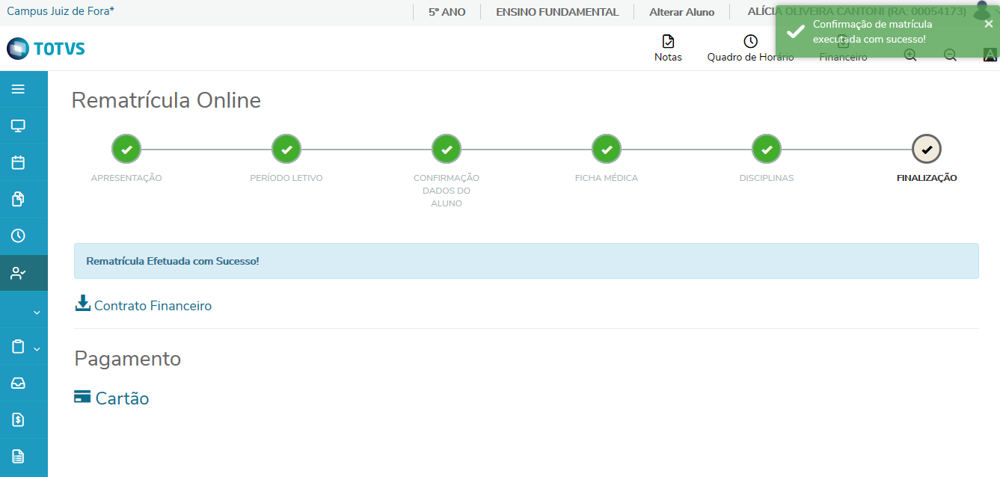 Campus Juiz de Fora*
5º ANO
ENSINO FUNDAMENTAL
Alterar Aluno
ALÍCIA OLIVEIRA CANTONI (RA: 00054173)
Confirmação de matrícula
executada com sucesso!
TOTVS
Notas
Quadro de Horário
Financeiro
A
Rematrícula Online
APRESENTAÇÃO
PERÍODO LETIVO
CONFIRMAÇÃO
DADOS DO
ALUNO
FICHA MÉDICA
DISCIPLINAS
FINALIZAÇÃO
Rematrícula Efetuada com Sucesso!
Contrato Financeiro
Pagamento
Cartão